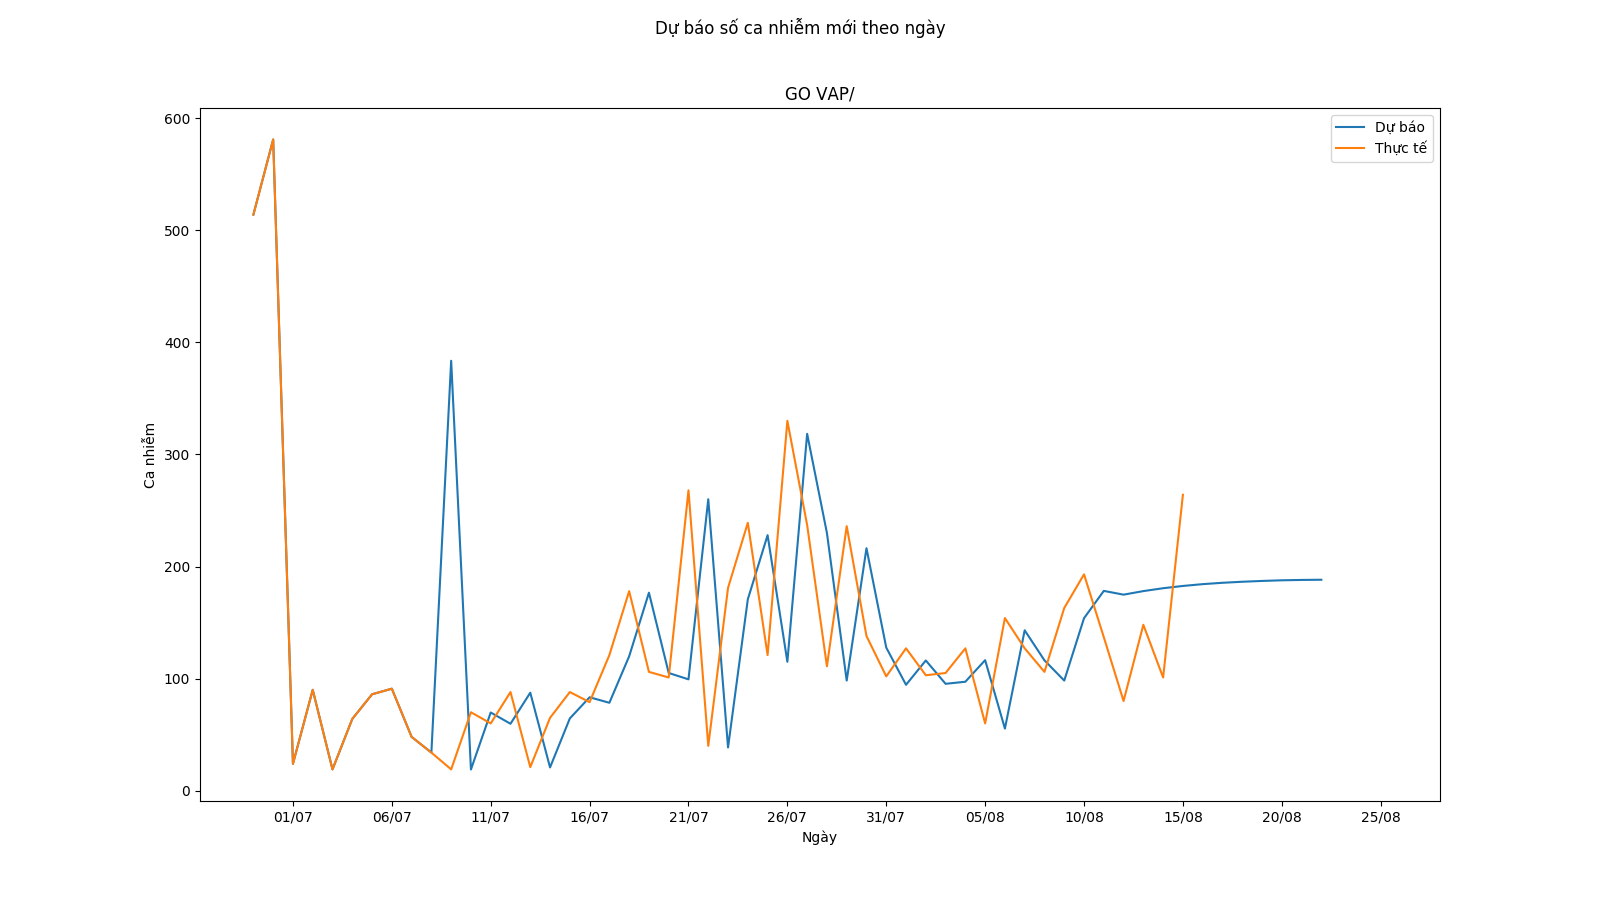 Dự báo số ca nhiễm mới theo ngày
GO VAP/
Dự báo
Thực tế
600
500
400
300
200
100
0
Ca nhiễm
01/07 06/07 11/07 16/07 21/07 26/07 31/07 05/08 10/08 15/08 20/08 25/08
Ngày